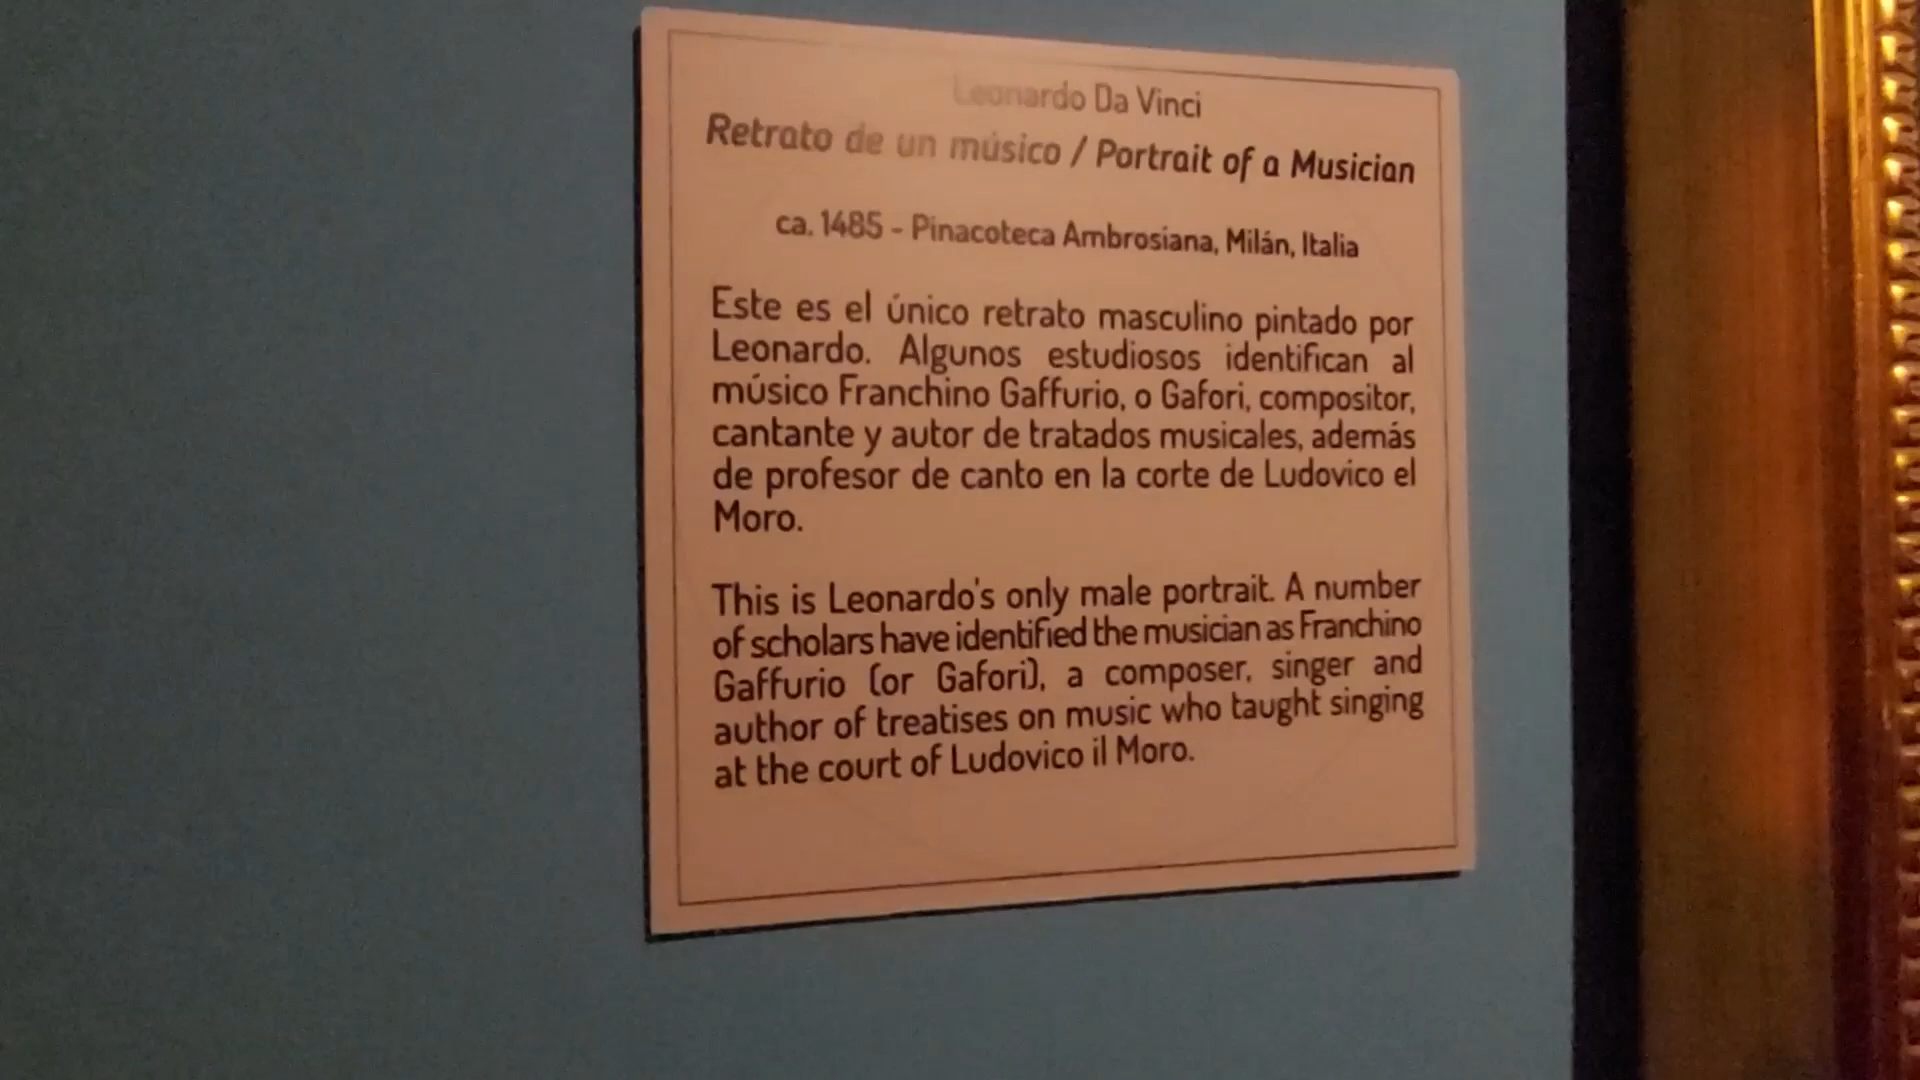 Leonardo Da Vinci
Retrato de un músico / Portrait of a Musician
ca. 1485 - Pinacoteca Ambrosiana, Milán, Italia
Este es el único retrato masculino pintado por
Leonardo. Algunos estudiosos identifican al
músico Franchino Gaffurio, o Gafori, compositor,
cantante y autor de tratados musicales, además
de profesor de canto en la corte de Ludovico el
Moro.
This is Leonardo's only male portrait. A number
of scholars have identified the musician as Franchino
Gaffurio (or Gafori), a composer, singer and
author of treatises on music who taught singing
at the court of Ludovico il Moro.